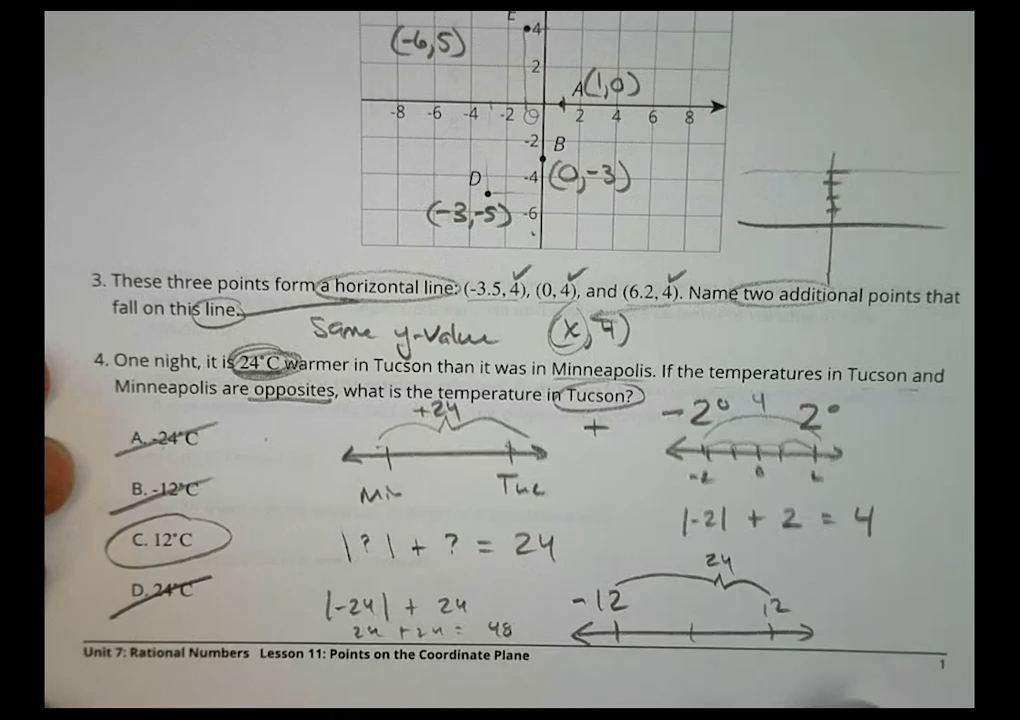 E
4
(-6,5)
2
A(1,0)
-8 -6 -4 -2 O 2 4 6 8
-2 B
D -4 (0,-3)
(-3,-5) -6
3. These three points form a horizontal line: (-3.5, 4), (0, 4), and (6.2, 4). Name two additional points that
fall on this line.
Same y-value (x, 4)
4. One night, it is 24°C warmer in Tucson than it was in Minneapolis. If the temperatures in Tucson and
Minneapolis are opposites, what is the temperature in Tucson?
+24 + -2° 4 2°
A. -24°C
-2 0
B. -12°C
Tuc
|-2| + 2 = 4
C. 12°C
|?| + ? = 24
24
D. 24°C
|-24| + 24
-12 12
24 + 24 = 48
Unit 7: Rational Numbers Lesson 11: Points on the Coordinate Plane
1